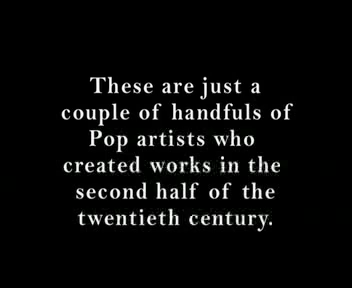 These are just a
couple of handfuls of
Pop artists who
created works in the
second half of the
twentieth century.